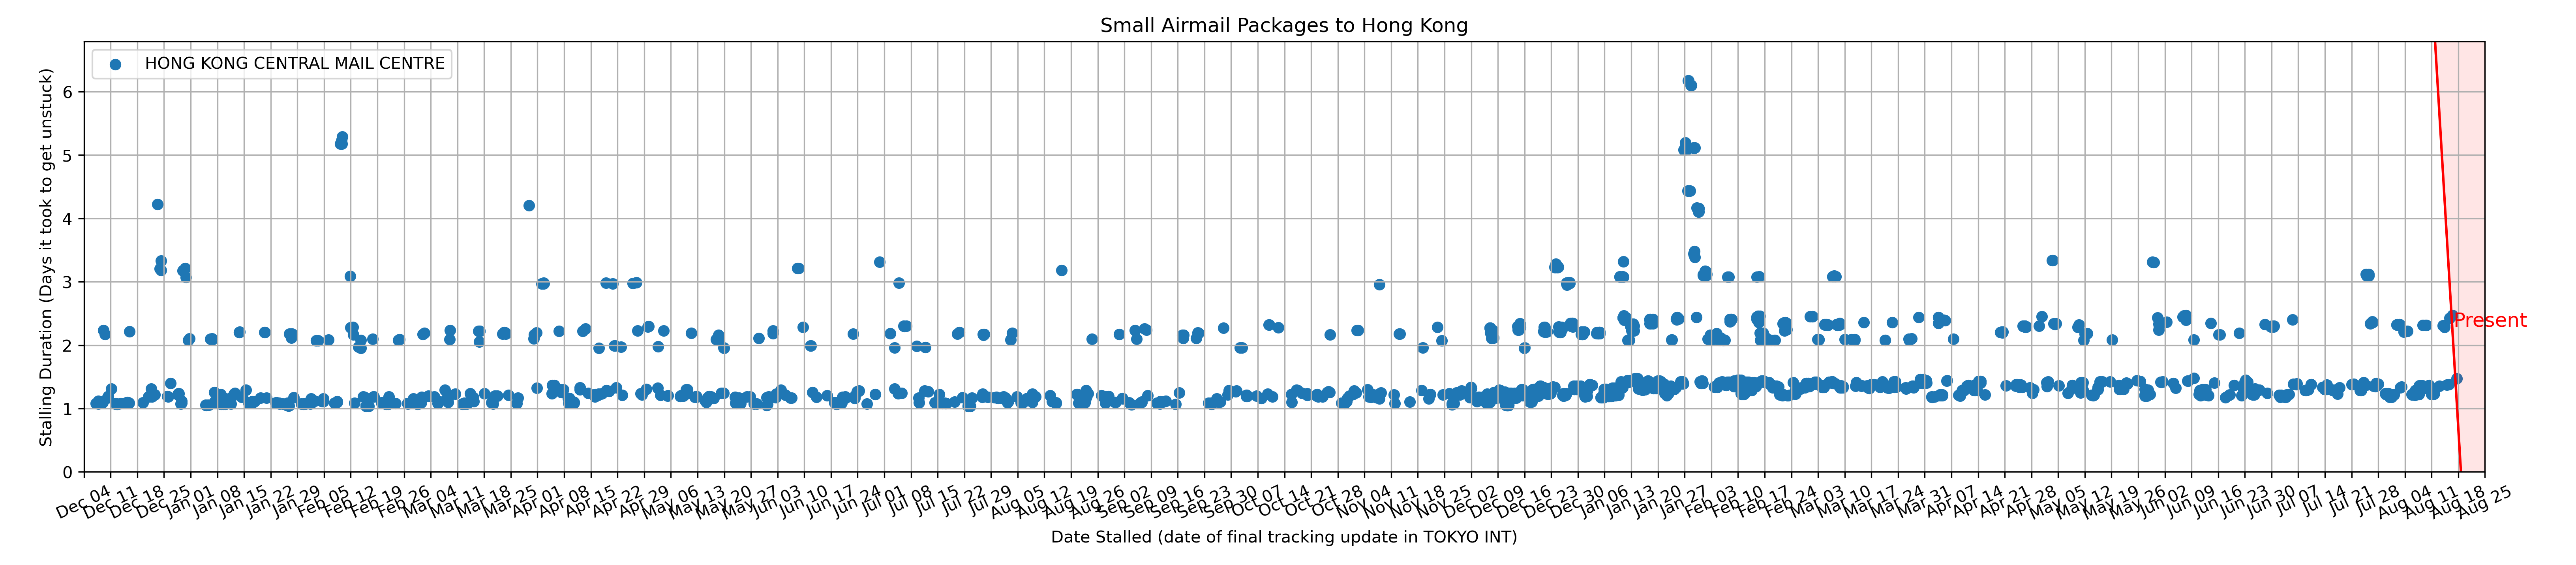 Small Airmail Packages to Hong Kong
HONG KONG CENTRAL MAIL CENTRE
Stalling Duration (Days it took to get unstuck)
6
5
4
3
2
1
0
Present
Dec 04
Dec 11
Dec 18
Dec 25
Jan 01
Jan 08
Jan 15
Jan 22
Jan 29
Feb 05
Feb 12
Feb 19
Feb 26
Mar 04
Mar 11
Mar 18
Mar 25
Apr 01
Apr 08
Apr 15
Apr 22
Apr 29
May 06
May 13
May 20
May 27
Jun 03
Jun 10
Jun 17
Jun 24
Jul 01
Jul 08
Jul 15
Jul 22
Jul 29
Aug 05
Aug 12
Aug 19
Aug 26
Sep 02
Sep 09
Sep 16
Sep 23
Sep 30
Oct 07
Oct 14
Oct 21
Oct 28
Nov 04
Nov 11
Nov 18
Nov 25
Dec 02
Dec 09
Dec 16
Dec 23
Dec 30
Jan 06
Jan 13
Jan 20
Jan 27
Feb 03
Feb 10
Feb 17
Feb 24
Mar 03
Mar 10
Mar 17
Mar 24
Mar 31
Apr 07
Apr 14
Apr 21
Apr 28
May 05
May 12
May 19
May 26
Jun 02
Jun 09
Jun 16
Jun 23
Jun 30
Jul 07
Jul 14
Jul 21
Jul 28
Aug 04
Aug 11
Aug 18
Aug 25
Date Stalled (date of final tracking update in TOKYO INT)